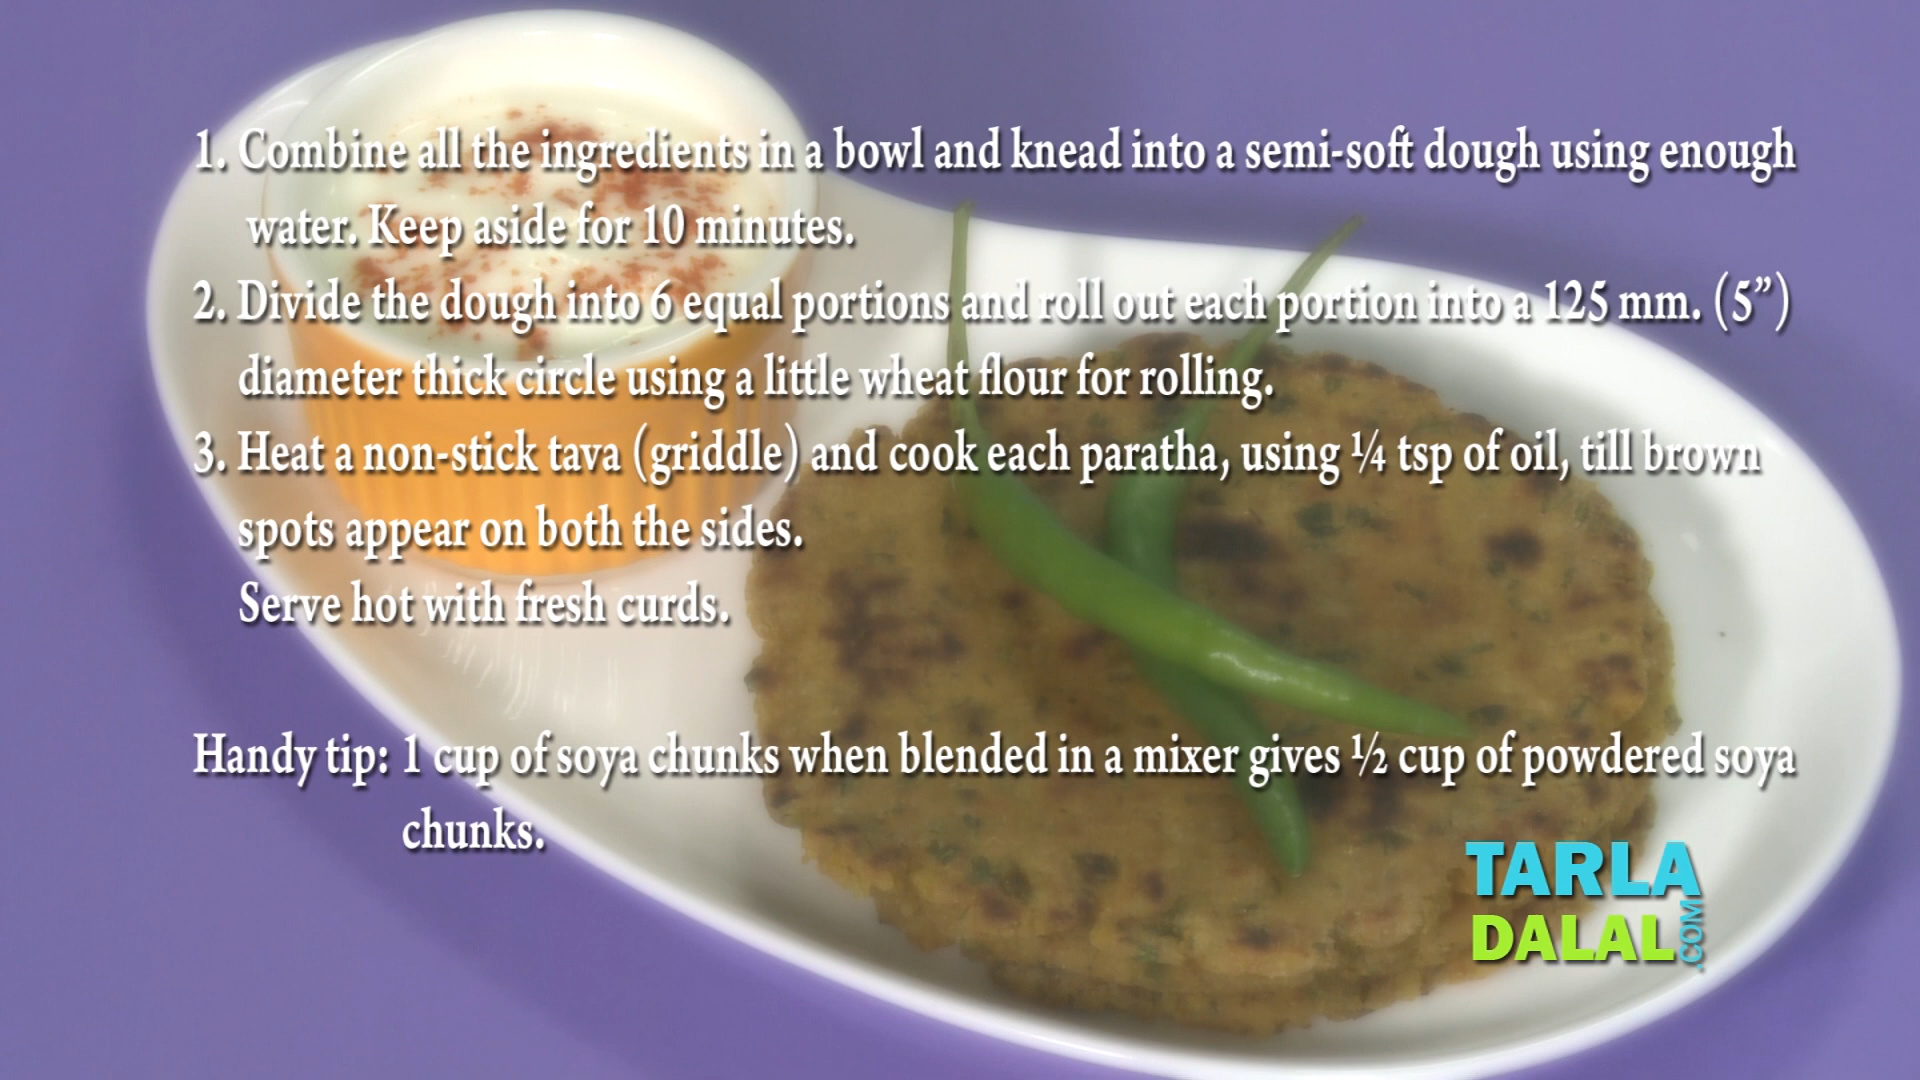 1. Combine all the ingredients in a bowl and knead into a semi-soft dough using enough
water. Keep aside for 10 minutes.
2. Divide the dough into 6 equal portions and roll out each portion into a 125 mm. (5”)
diameter thick circle using a little wheat flour for rolling.
3. Heat a non-stick tava (griddle) and cook each paratha, using ¼ tsp of oil, till brown
spots appear on both the sides.
Serve hot with fresh curds.
Handy tip: 1 cup of soya chunks when blended in a mixer gives ½ cup of powdered soya
chunks.
TARLA
DALAL
.COM